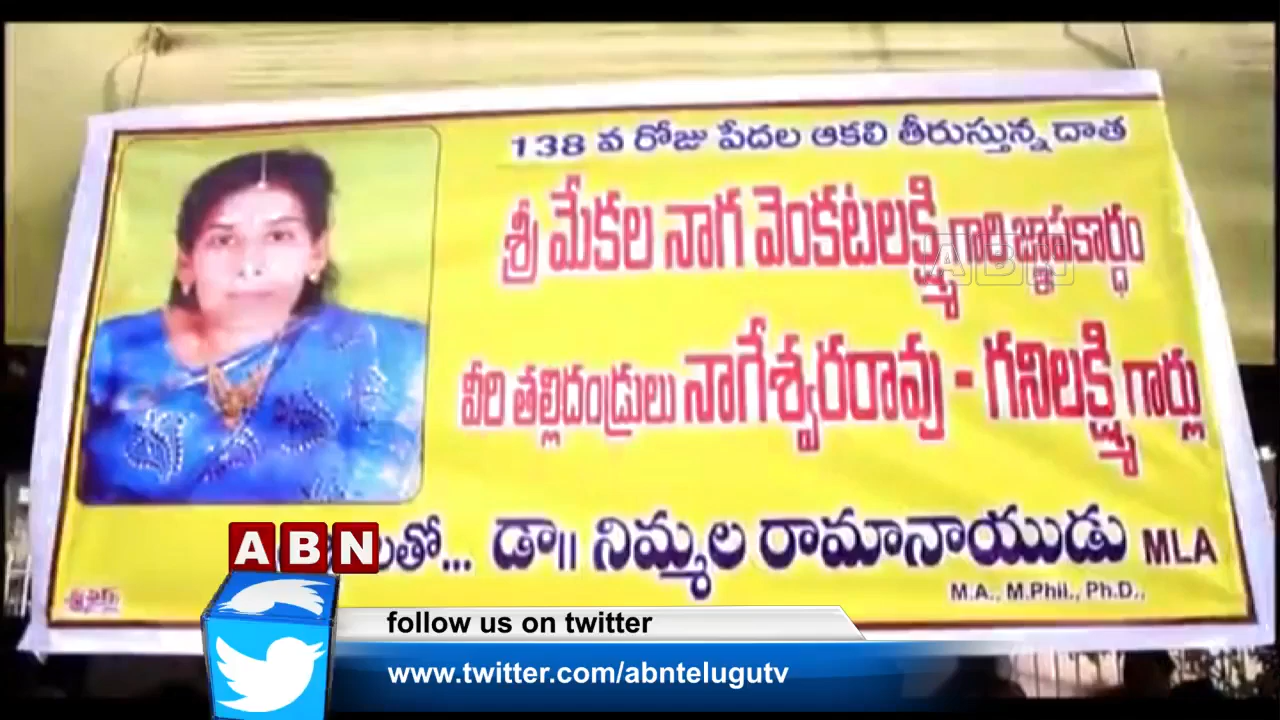 138 వ రోజు పేదల ఆకలి తీరుస్తున్న దాత
శ్రీ మేకల నాగ వెంకటలక్ష్మి గారి జ్ఞాపకార్ధం
వీరి తల్లిదండ్రులు నాగేశ్వరరావు - గనిలక్ష్మి గార్లు
డా|| నిమ్మల రామానాయుడు MLA
M.A., M.Phil., Ph.D.,
ABN
ABN
follow us on twitter
www.twitter.com/abntelugutv